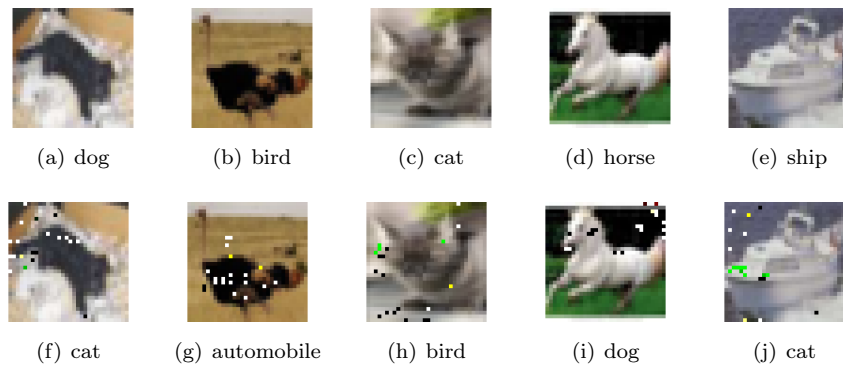 (a) dog (b) bird (c) cat (d) horse (e) ship
(f) cat (g) automobile (h) bird (i) dog (j) cat